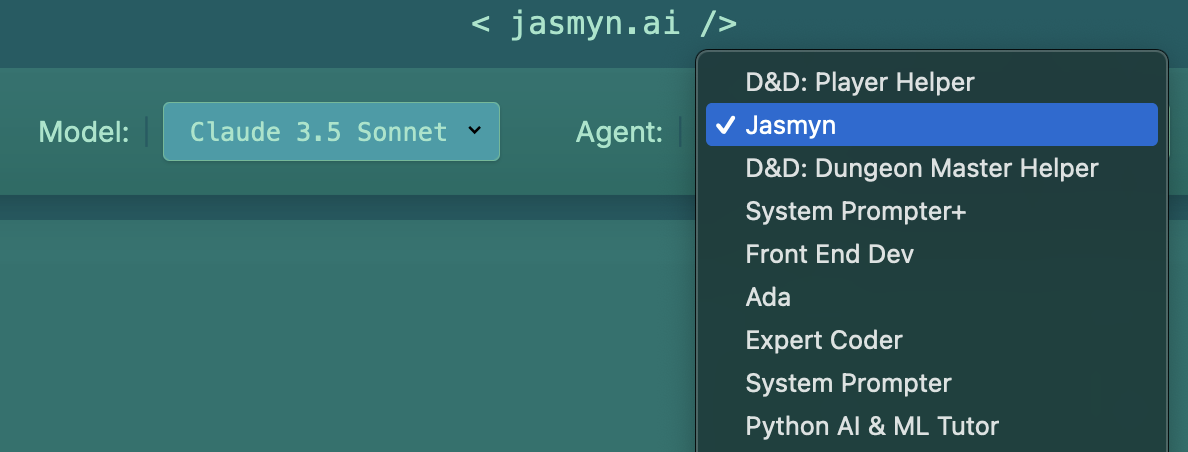 < jasmyn.ai />
Model:
Claude 3.5 Sonnet
Agent:
D&D: Player Helper
✓ Jasmyn
D&D: Dungeon Master Helper
System Prompter+
Front End Dev
Ada
Expert Coder
System Prompter
Python AI & ML Tutor